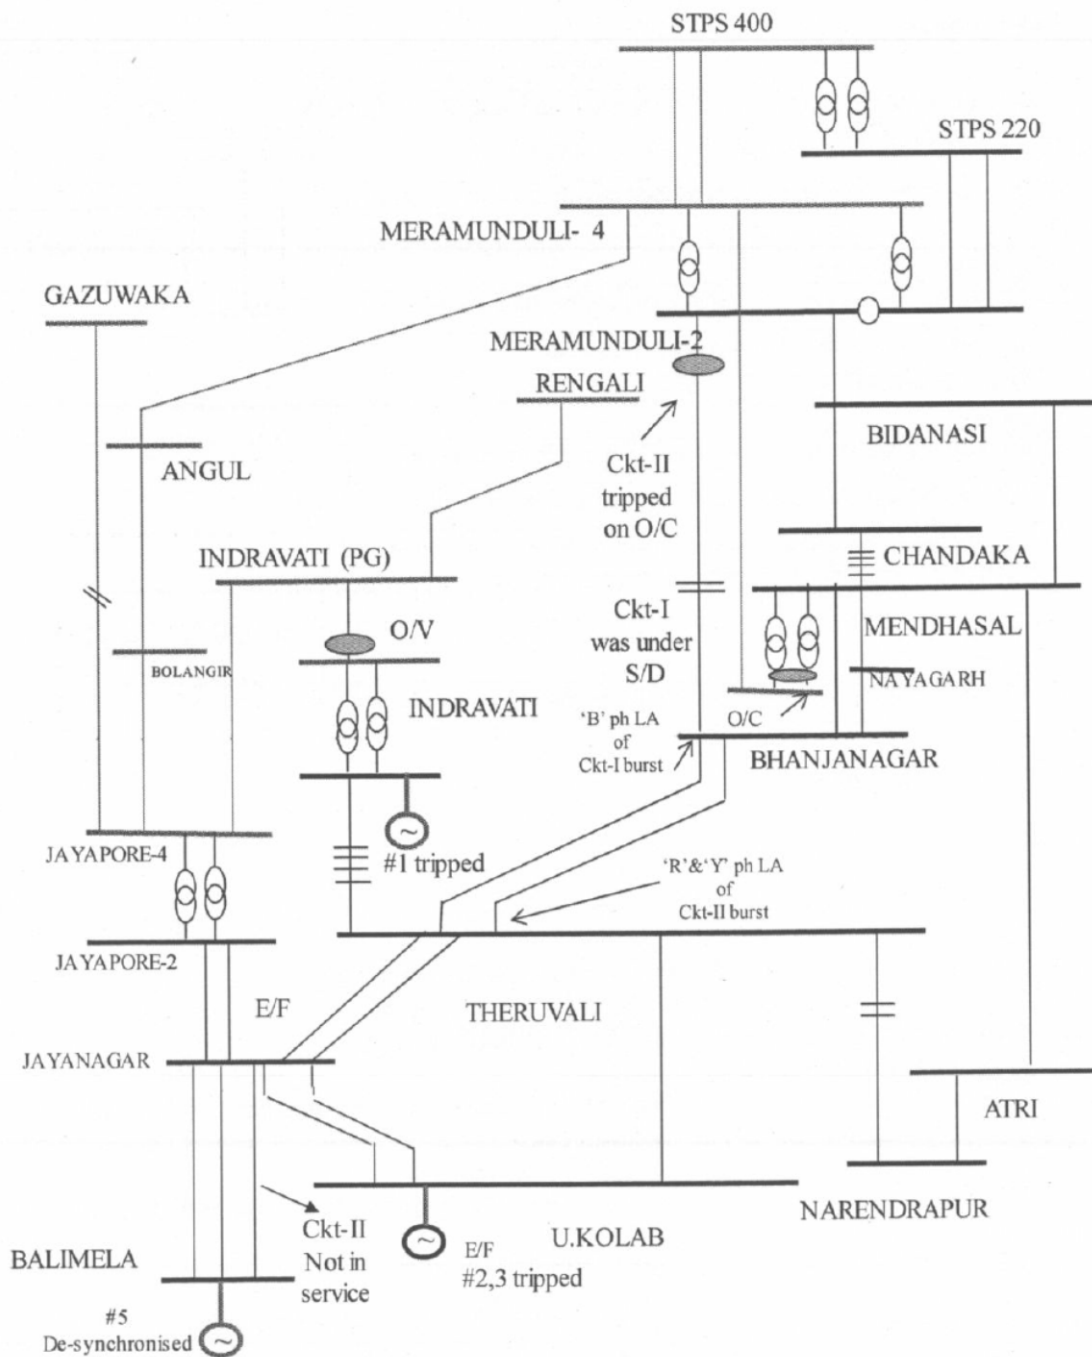 STPS 400
STPS 220
MERAMUNDULI- 4
GAZUWAKA
MERAMUNDULI-2
RENGALI
BIDANASI
ANGUL
Ckt-II
tripped
on O/C
INDRAVATI (PG)
CHANDAKA
O/V
Ckt-I
was under
S/D
MENDHASAL
BOLANGIR
NAYAGARH
INDRAVATI
'B' ph LA
of
Ckt-I burst
O/C
BHANJANAGAR
JAYAPORE-4
#1 tripped
'R'&'Y' ph LA
of
Ckt-II burst
JAYAPORE-2
E/F
THERUVALI
JAYANAGAR
ATRI
NARENDRAPUR
Ckt-II
Not in
service
U.KOLAB
E/F
#2,3 tripped
BALIMELA
#5
De-synchronised
~
~
~